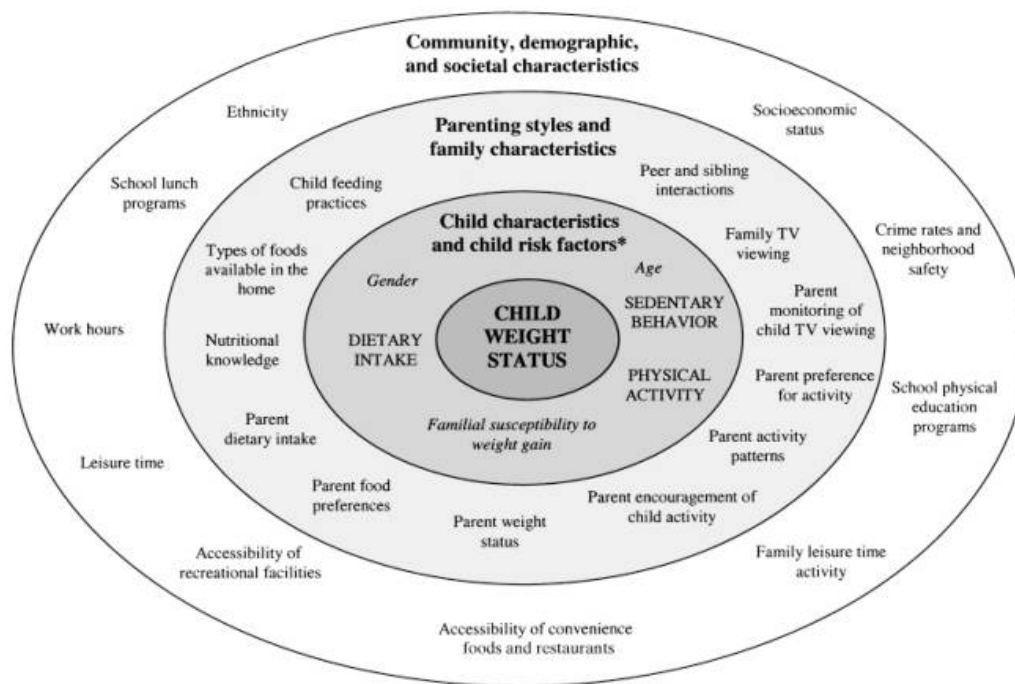 Community, demographic,
and societal characteristics
Ethnicity
Socioeconomic
status
Parenting styles and
family characteristics
School lunch
programs
Child feeding
practices
Peer and sibling
interactions
Child characteristics
and child risk factors*
Family TV
viewing
Crime rates and
neighborhood
safety
Types of foods
available in the
home
Gender
Age
Work hours
Nutritional
knowledge
DIETARY
INTAKE
CHILD
WEIGHT
STATUS
SEDENTARY
BEHAVIOR
Parent
monitoring of
child TV viewing
PHYSICAL
ACTIVITY
Parent preference
for activity
School physical
education
programs
Parent
dietary intake
Familial susceptibility to
weight gain
Parent activity
patterns
Leisure time
Parent food
preferences
Parent weight
status
Parent encouragement of
child activity
Accessibility of
recreational facilities
Family leisure time
activity
Accessibility of convenience
foods and restaurants